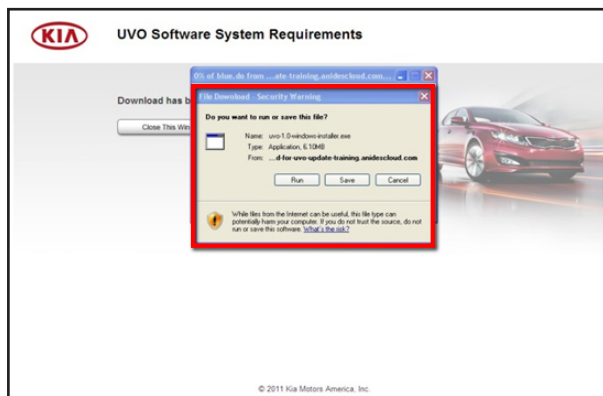 KIA
UVO Software System Requirements
0% of blue.do from ...ate-training.anidescloud.com...
File Download - Security Warning
Download has b
Do you want to run or save this file?
Close This Win
Name: uvo-1.0-windows-installer.exe
Type: Application, 6.10MB
From: ...d-for-uvo-update-training.anidescloud.com
Run Save Cancel
While files from the Internet can be useful, this file type can
potentially harm your computer. If you do not trust the source, do not
run or save this software. What's the risk?
© 2011 Kia Motors America, Inc.